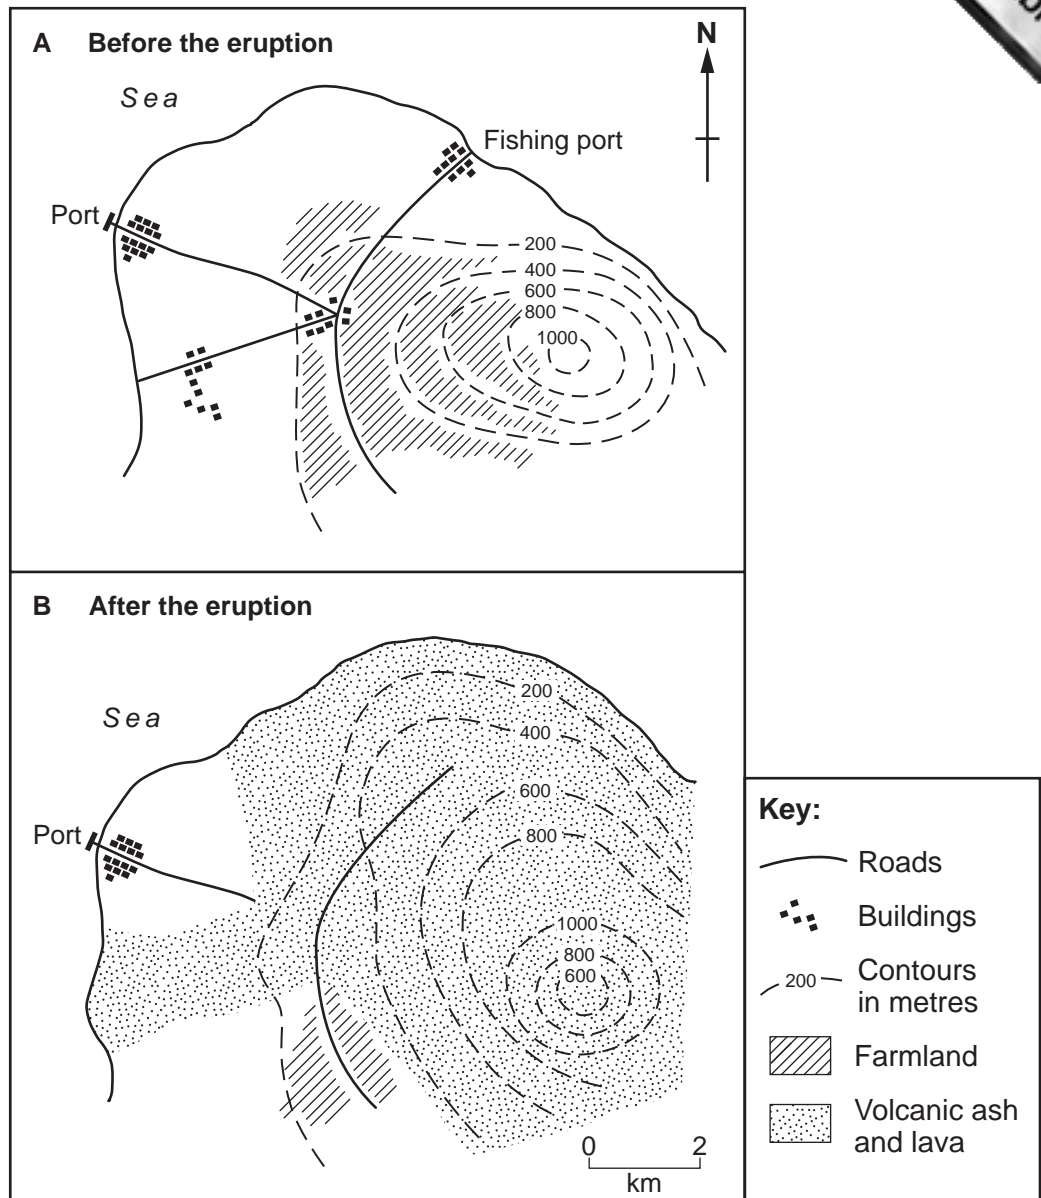 A Before the eruption
N
Sea
Fishing port
Port
200
400
600
800
1000
B After the eruption
Sea
200
400
600
800
Port
1000
800
600
0 2
km
Key:
Roads
Buildings
200
Contours
in metres
Farmland
Volcanic ash
and lava